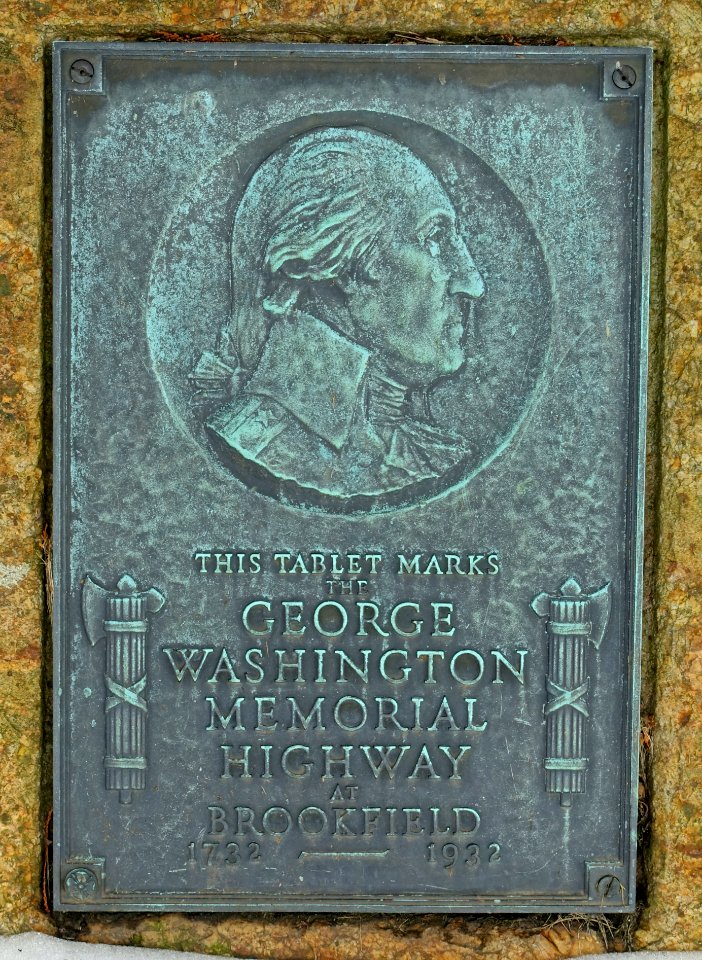 THIS TABLET MARKS
THE
GEORGE
WASHINGTON
MEMORIAL
HIGHWAY
AT
BROOKFIELD
1732 — 1932